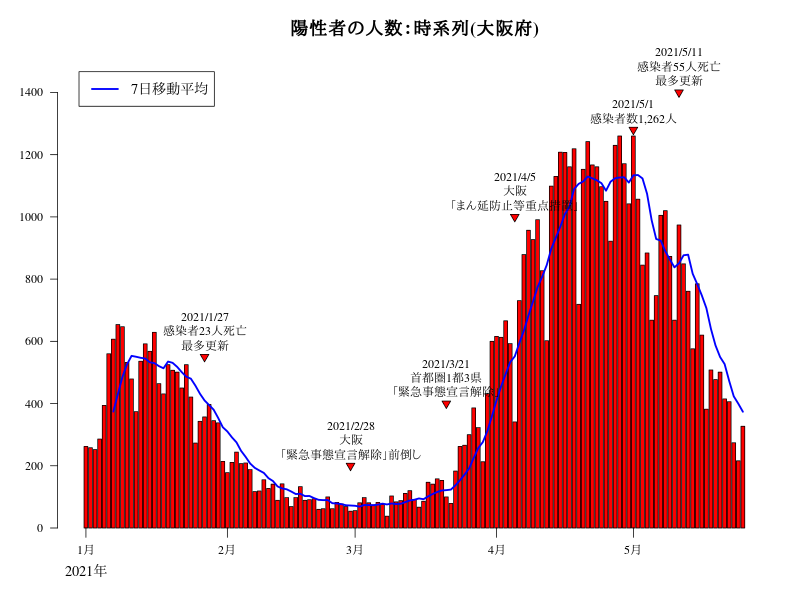 陽性者の人数：時系列(大阪府)
7日移動平均
2021/5/11
感染者55人死亡
最多更新
2021/5/1
感染者数1,262人
2021/4/5
大阪
「まん延防止等重点措置」
2021/1/27
感染者23人死亡
最多更新
2021/3/21
首都圏1都3県
「緊急事態宣言解除」
2021/2/28
大阪
「緊急事態宣言解除」前倒し
1400
1200
1000
800
600
400
200
0
1月
2月
3月
4月
5月
2021年